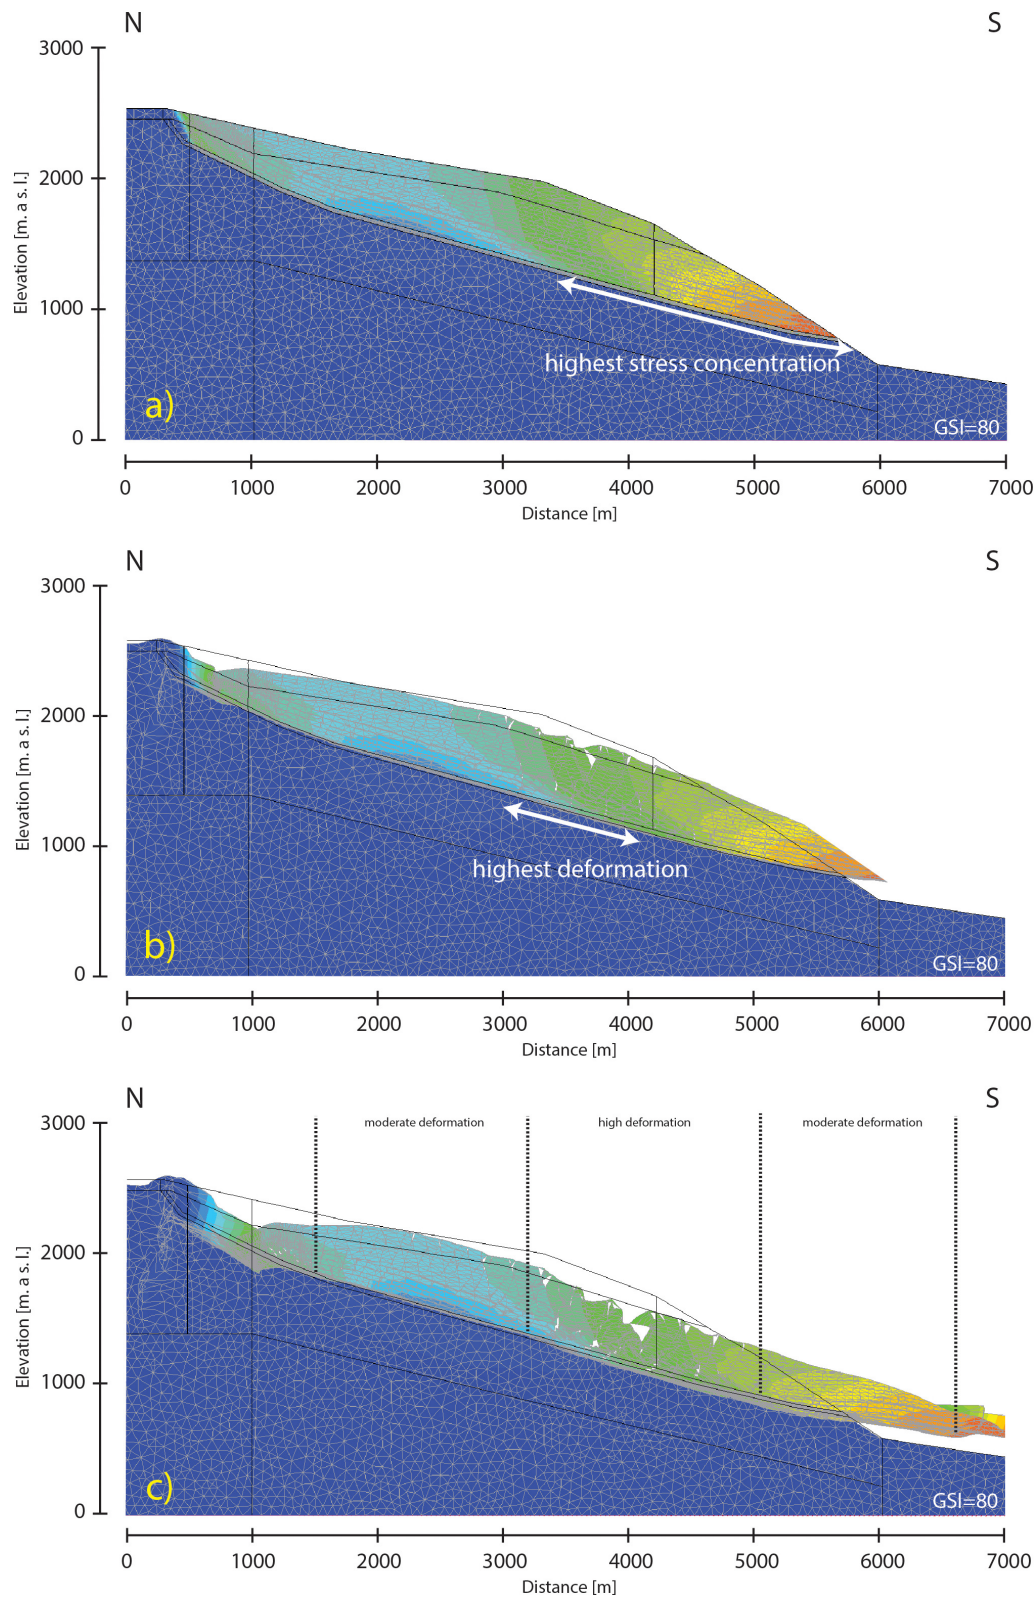 N
S
3000
2000
1000
0
Elevation [m. a s. l.]
highest stress concentration
a)
GSI=80
0 1000 2000 3000 4000 5000 6000 7000
Distance [m]
N
S
3000
2000
1000
0
Elevation [m. a s. l.]
highest deformation
b)
GSI=80
0 1000 2000 3000 4000 5000 6000 7000
Distance [m]
N
S
3000
2000
1000
0
Elevation [m. a s. l.]
moderate deformation
high deformation
moderate deformation
c)
GSI=80
0 1000 2000 3000 4000 5000 6000 7000
Distance [m]